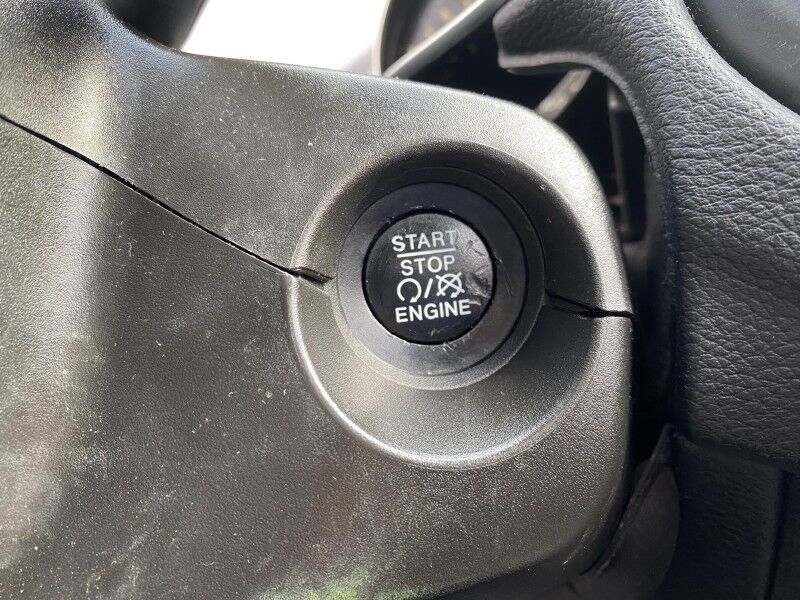 START
STOP
/
ENGINE